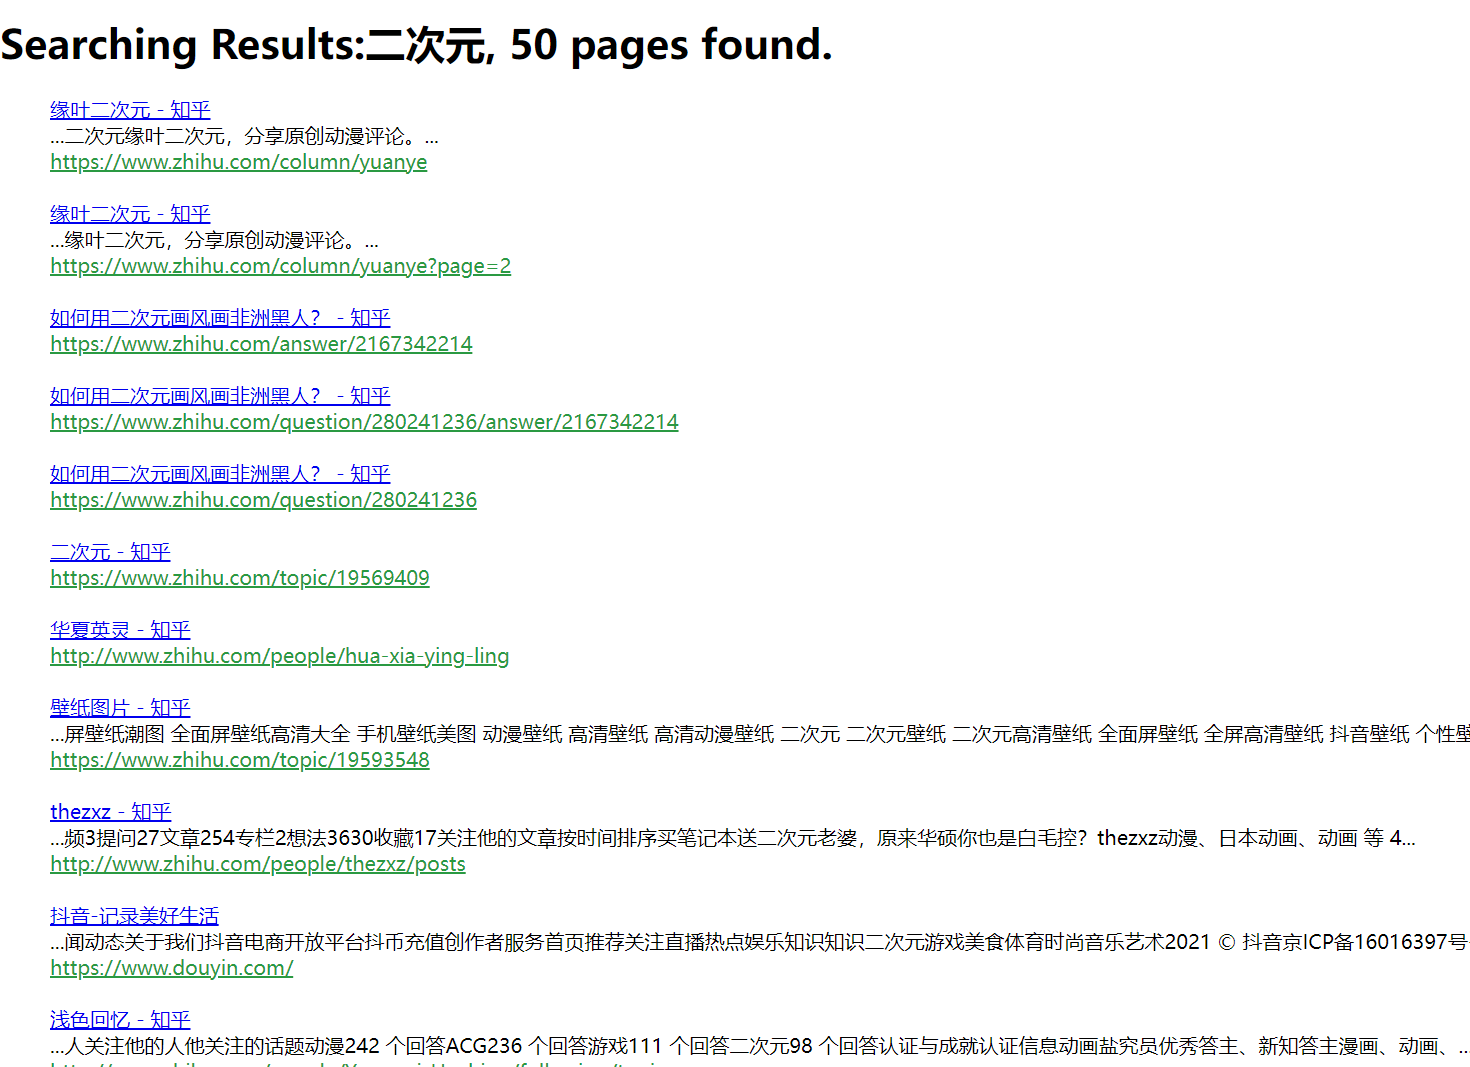 Searching Results:二次元, 50 pages found.
缘叶二次元 - 知乎
...二次元缘叶二次元，分享原创动漫评论。...
https://www.zhihu.com/column/yuanye
缘叶二次元 - 知乎
...缘叶二次元，分享原创动漫评论。...
https://www.zhihu.com/column/yuanye?page=2
如何用二次元画风画非洲黑人？ - 知乎
https://www.zhihu.com/answer/2167342214
如何用二次元画风画非洲黑人？ - 知乎
https://www.zhihu.com/question/280241236/answer/2167342214
如何用二次元画风画非洲黑人？ - 知乎
https://www.zhihu.com/question/280241236
二次元 - 知乎
https://www.zhihu.com/topic/19569409
华夏英灵 - 知乎
http://www.zhihu.com/people/hua-xia-ying-ling
壁纸图片 - 知乎
...屏壁纸潮图 全面屏壁纸高清大全 手机壁纸美图 动漫壁纸 高清壁纸 高清动漫壁纸 二次元 二次元壁纸 二次元高清壁纸 全面屏壁纸 全屏高清壁纸 抖音壁纸 个性壁
https://www.zhihu.com/topic/19593548
thezxz - 知乎
...频3提问27文章254专栏2想法3630收藏17关注他的文章按时间排序买笔记本送二次元老婆，原来华硕你也是白毛控？thezxz动漫、日本动画、动画 等 4...
http://www.zhihu.com/people/thezxz/posts
抖音-记录美好生活
...闻动态关于我们抖音电商开放平台抖币充值创作者服务首页推荐关注直播热点娱乐知识知识二次元游戏美食体育时尚音乐艺术2021 © 抖音京ICP备16016397号
https://www.douyin.com/
浅色回忆 - 知乎
...人关注他的人他关注的话题动漫242 个回答ACG236 个回答游戏111 个回答二次元98 个回答认证与成就认证信息动画盐究员优秀答主、新知答主漫画、动画、...